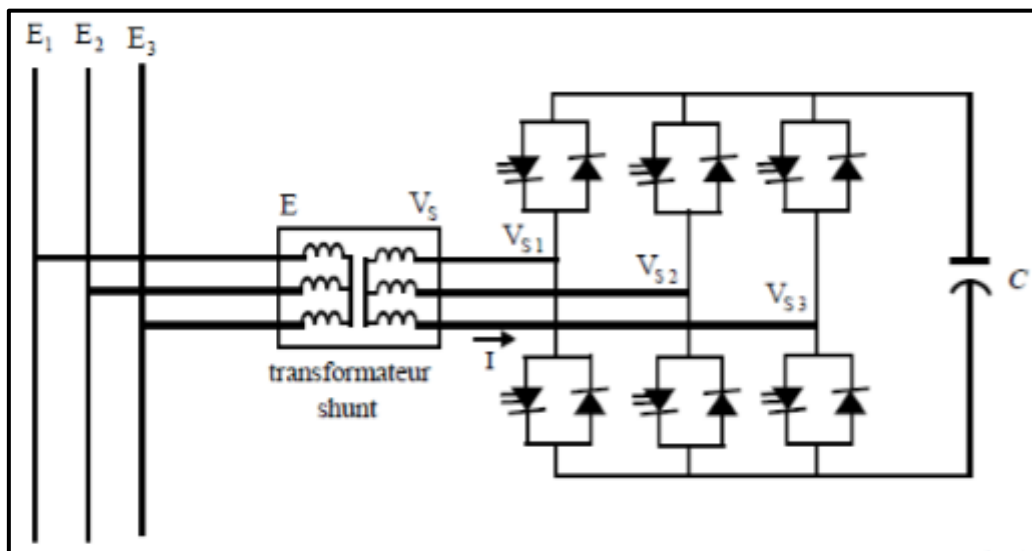 E1 E2 E3
E VS
VS1
VS2
VS3
C
I
transformateur
shunt